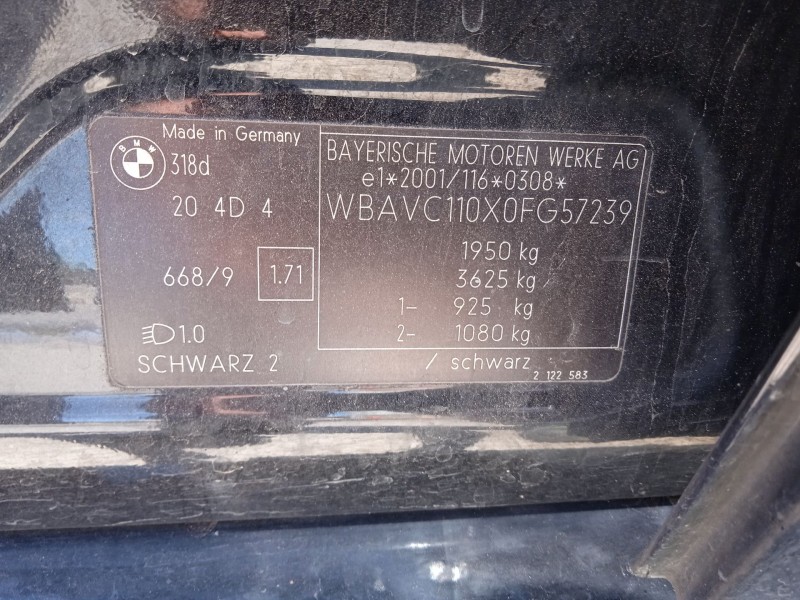 BMW
Made in Germany
318d
20 4D 4
668/9 1.71
1.0
SCHWARZ 2
BAYERISCHE MOTOREN WERKE AG
e1*2001/116*0308*
WBAVC110X0FG57239
1950 kg
3625 kg
1- 925 kg
2- 1080 kg
/ schwarz
2 122 583